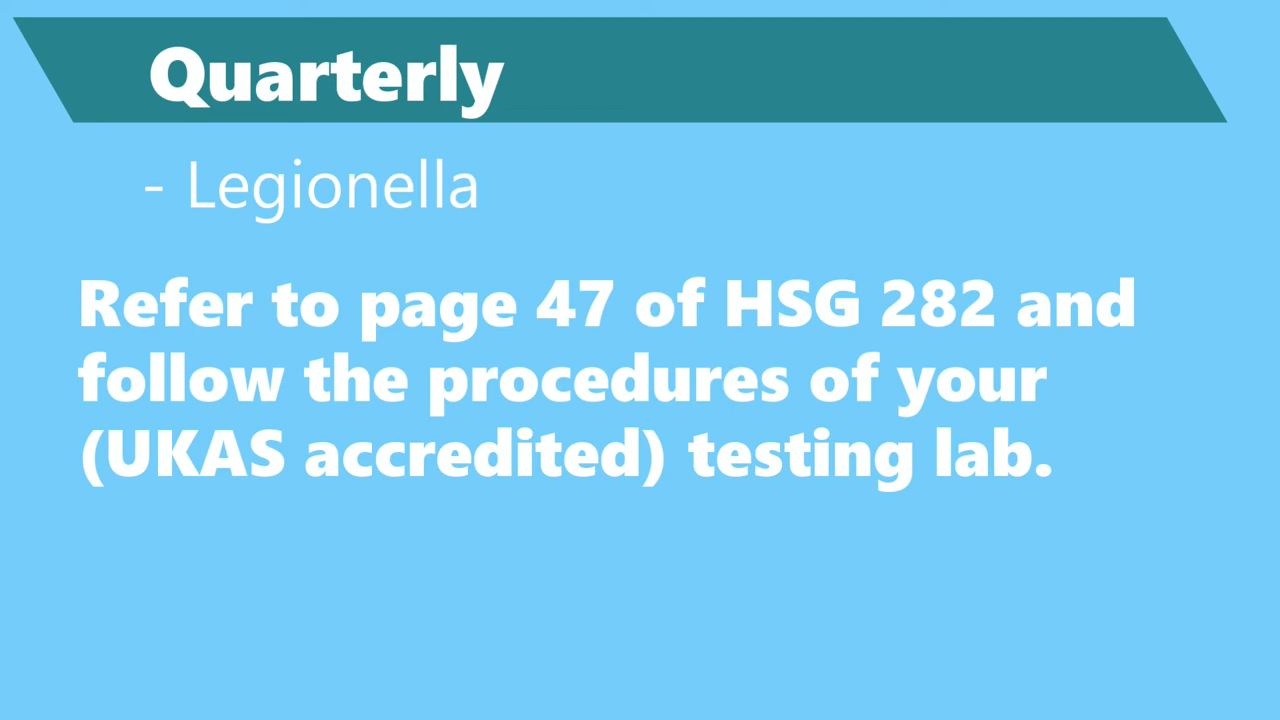 Quarterly
- Legionella
Refer to page 47 of HSG 282 and
follow the procedures of your
(UKAS accredited) testing lab.